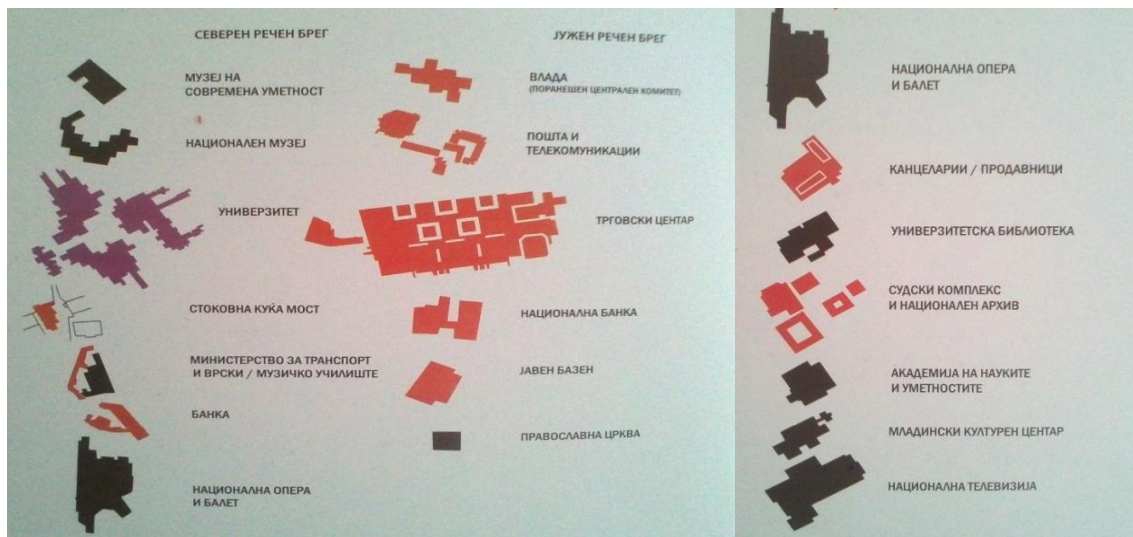 СЕВЕРЕН РЕЧЕН БРЕГ
МУЗЕЈ НА
СОВРЕМЕНА УМЕТНОСТ
НАЦИОНАЛЕН МУЗЕЈ
УНИВЕРЗИТЕТ
СТОКОВНА КУЌА МОСТ
МИНИСТЕРСТВО ЗА ТРАНСПОРТ
И ВРСКИ / МУЗИЧКО УЧИЛИШТЕ
БАНКА
НАЦИОНАЛНА ОПЕРА
И БАЛЕТ
ЈУЖЕН РЕЧЕН БРЕГ
ВЛАДА
(ПОРАНЕШЕН ЦЕНТРАЛЕН КОМИТЕТ)
ПОШТА И
ТЕЛЕКОМУНИКАЦИИ
ТРГОВСКИ ЦЕНТАР
НАЦИОНАЛНА БАНКА
ЈАВЕН БАЗЕН
ПРАВОСЛАВНА ЦРКВА
НАЦИОНАЛНА ОПЕРА
И БАЛЕТ
КАНЦЕЛАРИИ / ПРОДАВНИЦИ
УНИВЕРЗИТЕТСКА БИБЛИОТЕКА
СУДСКИ КОМПЛЕКС
И НАЦИОНАЛЕН АРХИВ
АКАДЕМИЈА НА НАУКИТЕ
И УМЕТНОСТИТЕ
МЛАДИНСКИ КУЛТУРЕН ЦЕНТАР
НАЦИОНАЛНА ТЕЛЕВИЗИЈА